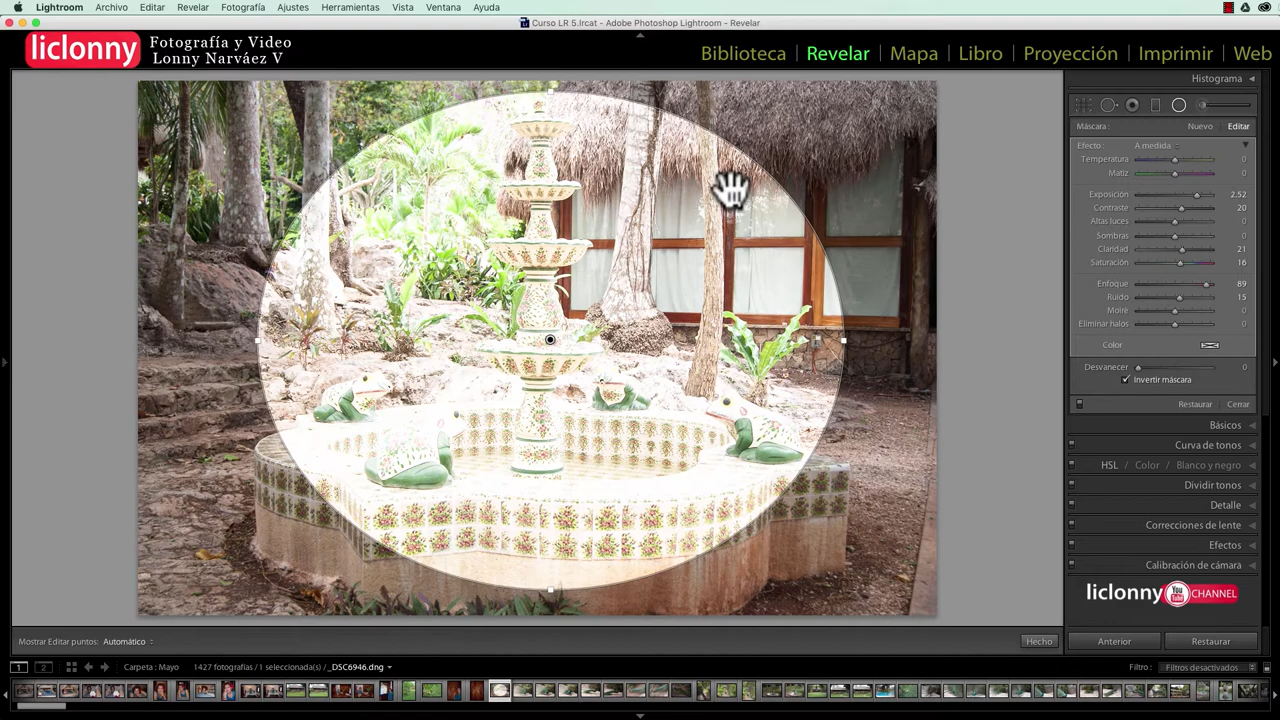 Lightroom Archivo Editar Revelar Fotografía Ajustes Herramientas Vista Ventana Ayuda
Curso LR 5.lrcat - Adobe Photoshop Lightroom - Revelar
liclonny Fotografía y Video
Lonny Narváez V
Biblioteca | Revelar | Mapa | Libro | Proyección | Imprimir | Web
Histograma
Máscara: Nuevo Editar
Efecto: A medida
Temperatura 0
Matiz 0
Exposición 2.52
Contraste 20
Altas luces 0
Sombras 0
Claridad 21
Saturación 16
Enfoque 89
Ruido 15
Moiré 0
Eliminar halos 0
Color
Desvanecer 0
Invertir máscara
Restaurar Cerrar
Básicos
Curva de tonos
HSL / Color / Blanco y negro
Dividir tonos
Detalle
Correcciones de lente
Efectos
Calibración de cámara
liclonny You Tube CHANNEL
Mostrar Editar puntos: Automático
Hecho
Anterior Restaurar
1 2 Carpeta : Mayo 1427 fotografías / 1 seleccionada(s) / _DSC6946.dng
Filtro : Filtros desactivados